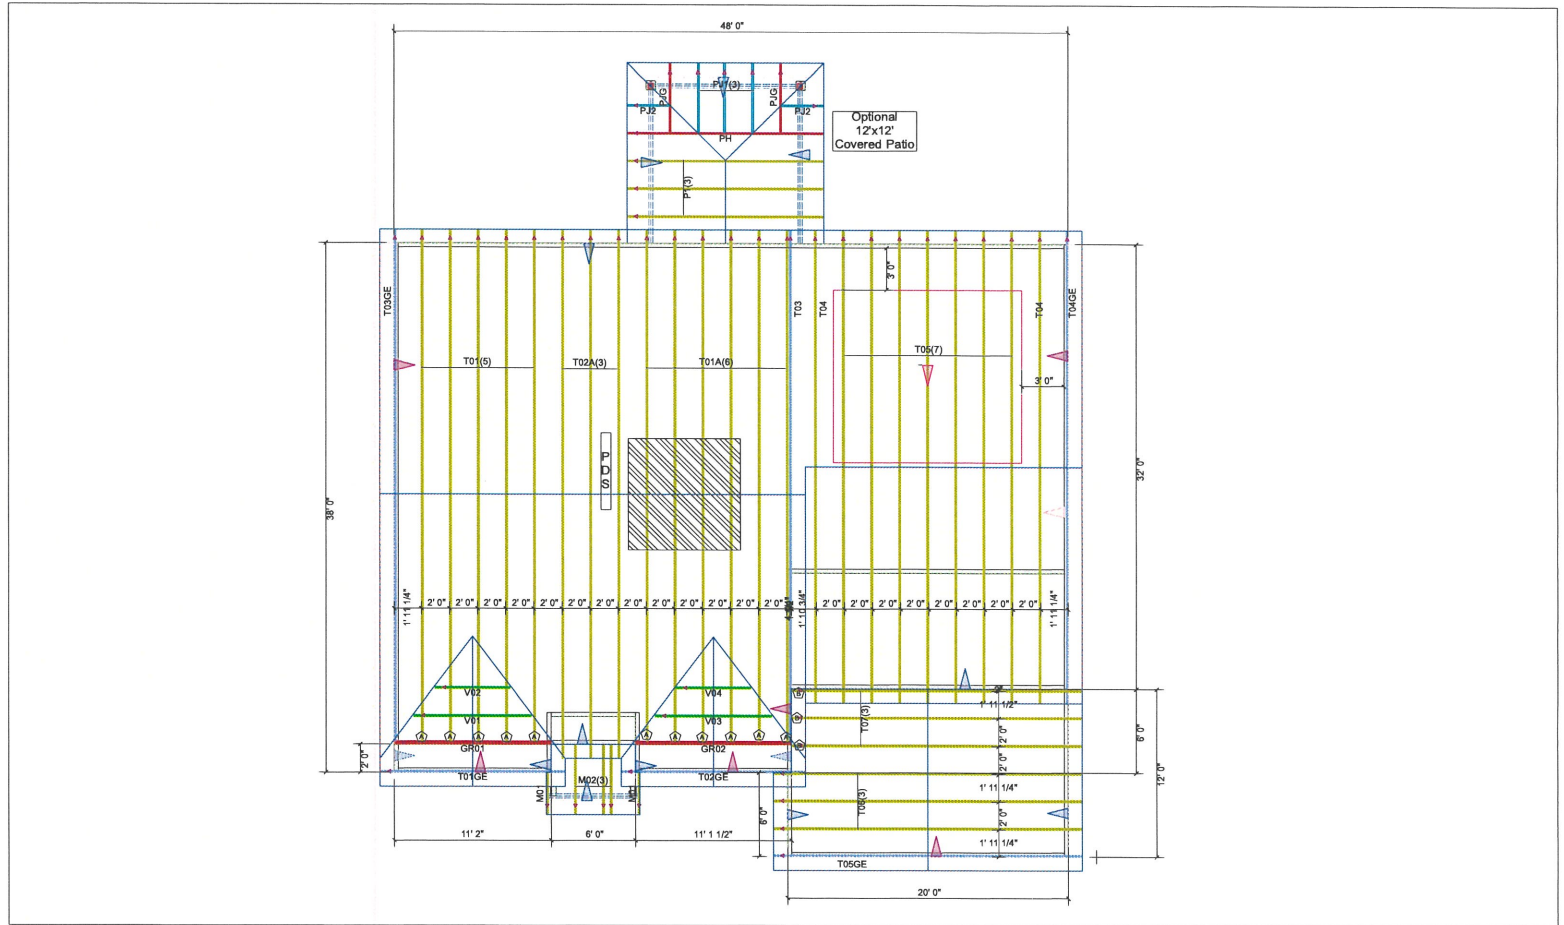 48' 0"
PJG
PJ1(3)
PJG
PJ2
PJ2
PH
Optional
12'x12'
Covered Patio
P1(3)
3' 0"
T03GE
T03
T04
T04
T04GE
T01(5)
T02A(3)
T01A(6)
T05(7)
3' 0"
PDS
38' 0"
32' 0"
1' 11 1/4"
2' 0"
2' 0"
2' 0"
2' 0"
2' 0"
2' 0"
2' 0"
2' 0"
2' 0"
2' 0"
2' 0"
2' 0"
2' 0"
1' 10 3/4"
2' 0"
2' 0"
2' 0"
2' 0"
2' 0"
2' 0"
2' 0"
2' 0"
1' 11 1/4"
V02
V04
V01
V03
A
A
A
A
A
A
A
A
A
A
A
B
B
B
T07(3)
1' 11 1/2"
2' 0"
2' 0"
6' 0"
2' 0"
GR01
GR02
T01GE
T02GE
M02(3)
T06(3)
1' 11 1/4"
2' 0"
1' 11 1/4"
12' 0"
6' 0"
11' 2"
6' 0"
11' 1 1/2"
T05GE
20' 0"